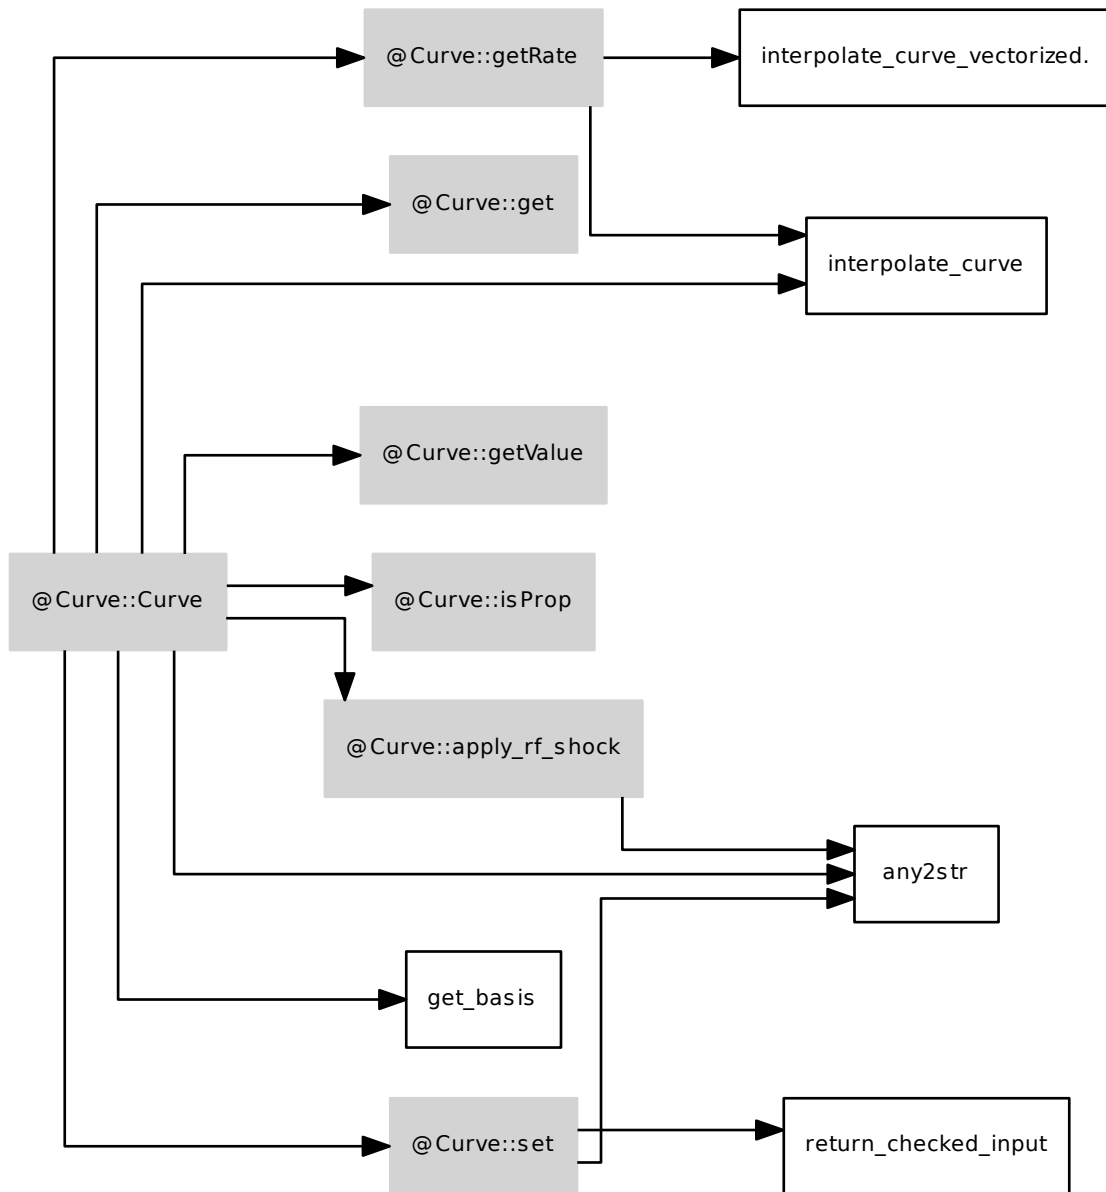 @Curve::getRate
interpolate_curve_vectorized.
@Curve::get
interpolate_curve
@Curve::getValue
@Curve::Curve
@Curve::isProp
@Curve::apply_rf_shock
any2str
get_basis
@Curve::set
return_checked_input